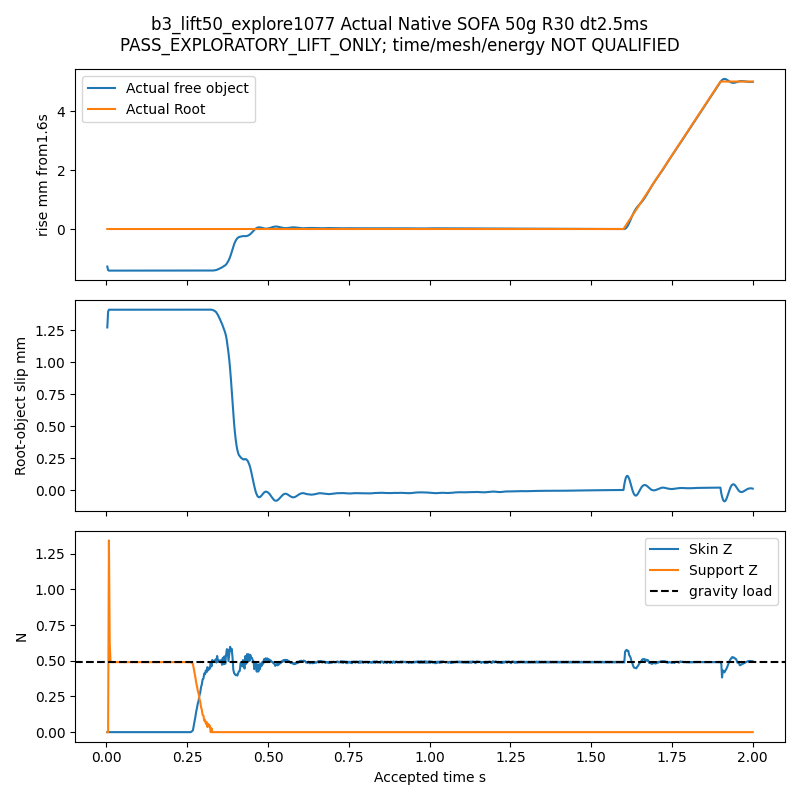 b3_lift50_explore1077 Actual Native SOFA 50g R30 dt2.5ms
PASS_EXPLORATORY_LIFT_ONLY; time/mesh/energy NOT QUALIFIED
Actual free object
Actual Root
rise mm from1.6s
4
2
0
Root-object slip mm
1.25
1.00
0.75
0.50
0.25
0.00
Skin Z
Support Z
gravity load
N
1.25
1.00
0.75
0.50
0.25
0.00
0.00 0.25 0.50 0.75 1.00 1.25 1.50 1.75 2.00
Accepted time s